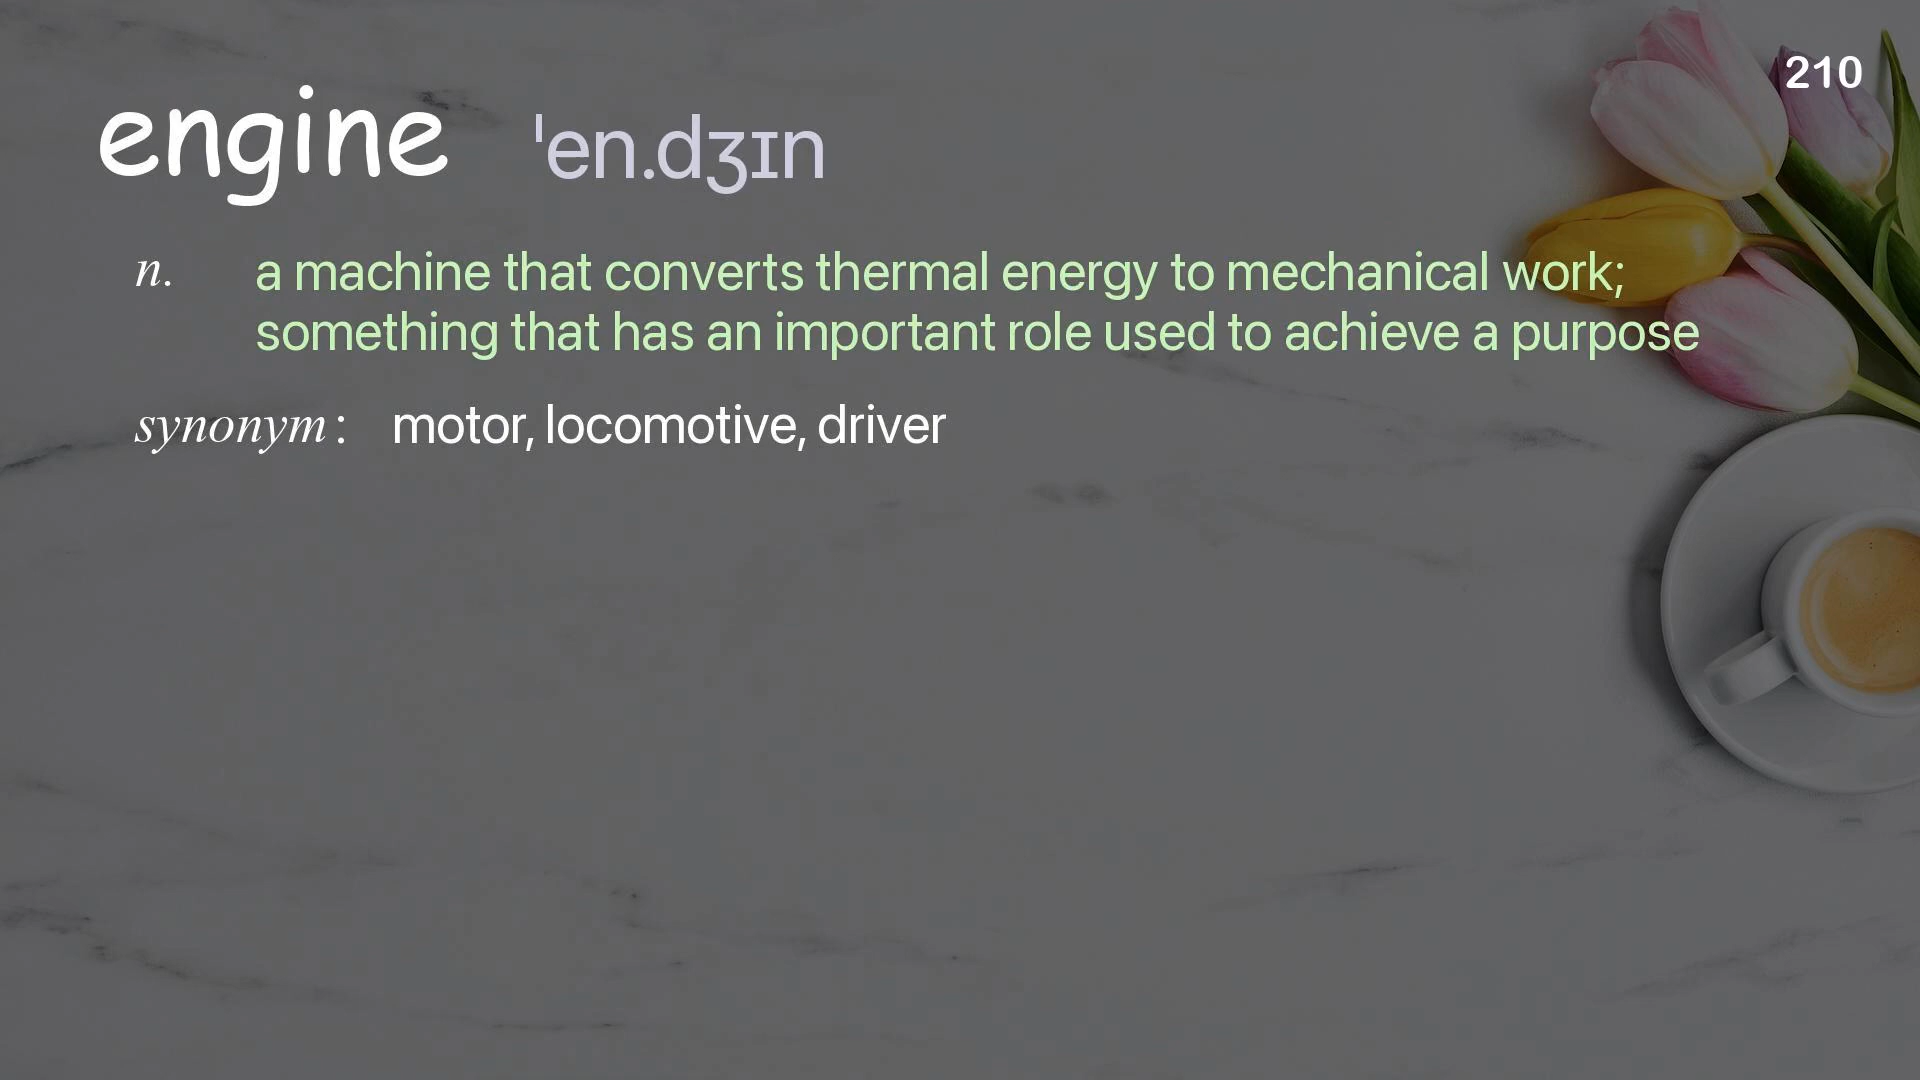 210
engine ˈen.dʒɪn
n. a machine that converts thermal energy to mechanical work;
something that has an important role used to achieve a purpose
synonym : motor, locomotive, driver